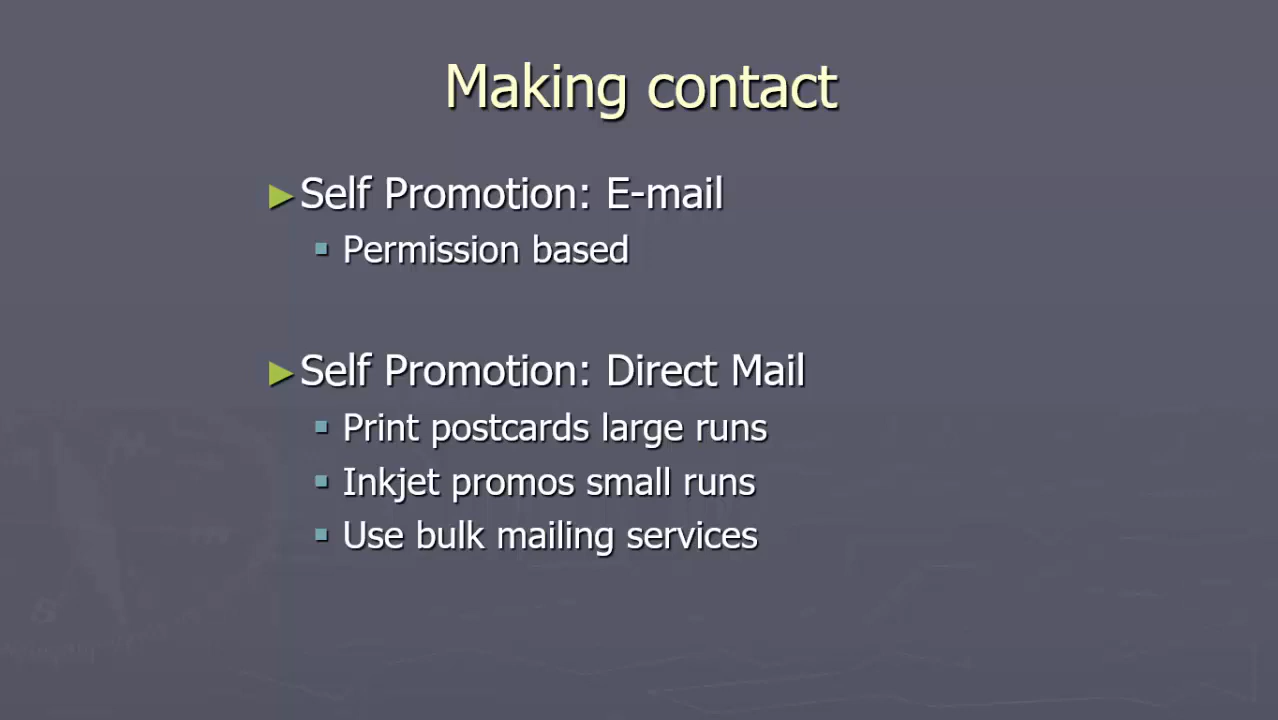 Making contact
Self Promotion: E-mail
Permission based
Self Promotion: Direct Mail
Print postcards large runs
Inkjet promos small runs
Use bulk mailing services